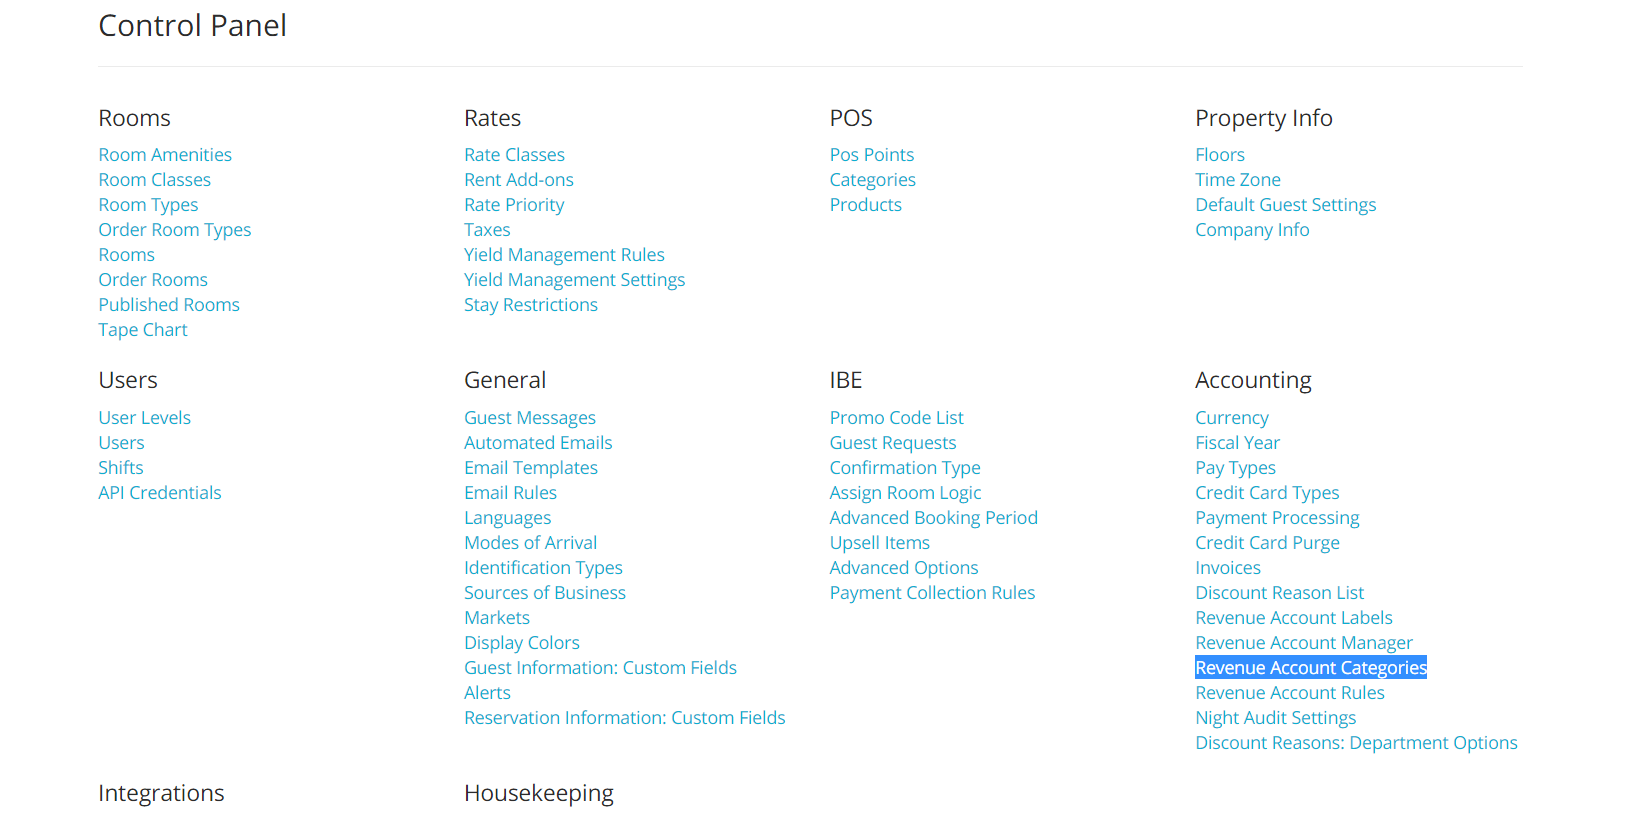 Control Panel
Rooms
Room Amenities
Room Classes
Room Types
Order Room Types
Rooms
Order Rooms
Published Rooms
Tape Chart
Rates
Rate Classes
Rent Add-ons
Rate Priority
Taxes
Yield Management Rules
Yield Management Settings
Stay Restrictions
POS
Pos Points
Categories
Products
Property Info
Floors
Time Zone
Default Guest Settings
Company Info
Users
User Levels
Users
Shifts
API Credentials
General
Guest Messages
Automated Emails
Email Templates
Email Rules
Languages
Modes of Arrival
Identification Types
Sources of Business
Markets
Display Colors
Guest Information: Custom Fields
Alerts
Reservation Information: Custom Fields
IBE
Promo Code List
Guest Requests
Confirmation Type
Assign Room Logic
Advanced Booking Period
Upsell Items
Advanced Options
Payment Collection Rules
Accounting
Currency
Fiscal Year
Pay Types
Credit Card Types
Payment Processing
Credit Card Purge
Invoices
Discount Reason List
Revenue Account Labels
Revenue Account Manager
Revenue Account Categories
Revenue Account Rules
Night Audit Settings
Discount Reasons: Department Options
Integrations
Housekeeping